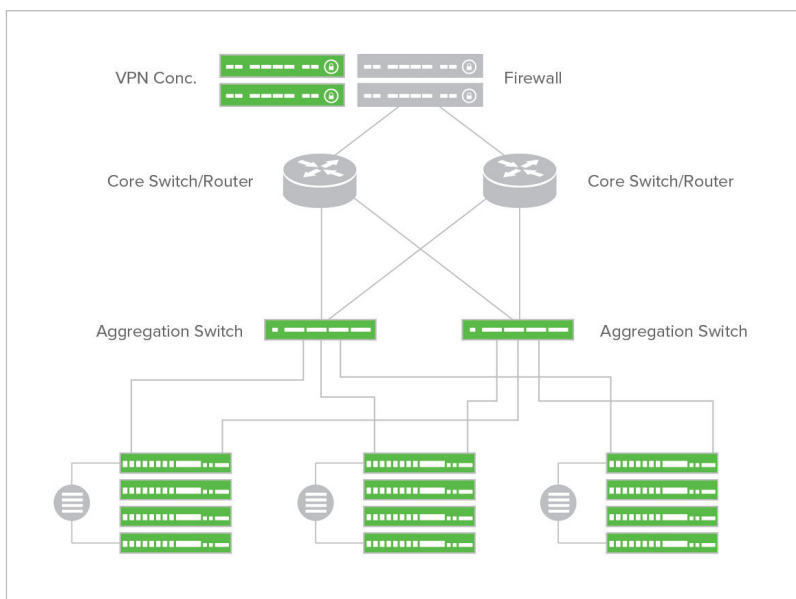 VPN Conc.
Firewall
Core Switch/Router
Core Switch/Router
Aggregation Switch
Aggregation Switch